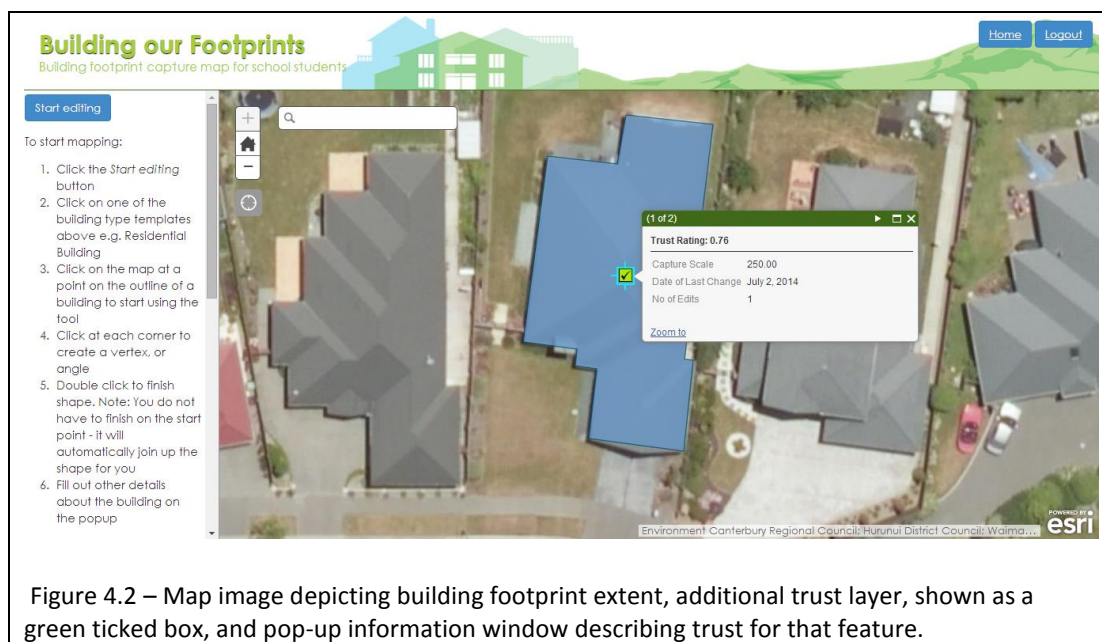 Building our Footprints
Building footprint capture map for school students
Home
Logout
Start editing
To start mapping:
1. Click the Start editing
button
2. Click on one of the
building type templates
above e.g. Residential
Building
3. Click on the map at a
point on the outline of a
building to start using the
tool
4. Click at each corner to
create a vertex, or
angle
5. Double click to finish
shape. Note: You do not
have to finish on the start
point - it will
automatically join up the
shape for you
6. Fill out other details
about the building on
the popup
(1 of 2)
Trust Rating: 0.76
Capture Scale 250.00
Date of Last Change July 2, 2014
No of Edits 1
Zoom to
Environment Canterbury Regional Council; Hurunui District Council; Waima...
POWERED BY
esri
Figure 4.2 – Map image depicting building footprint extent, additional trust layer, shown as a
green ticked box, and pop-up information window describing trust for that feature.